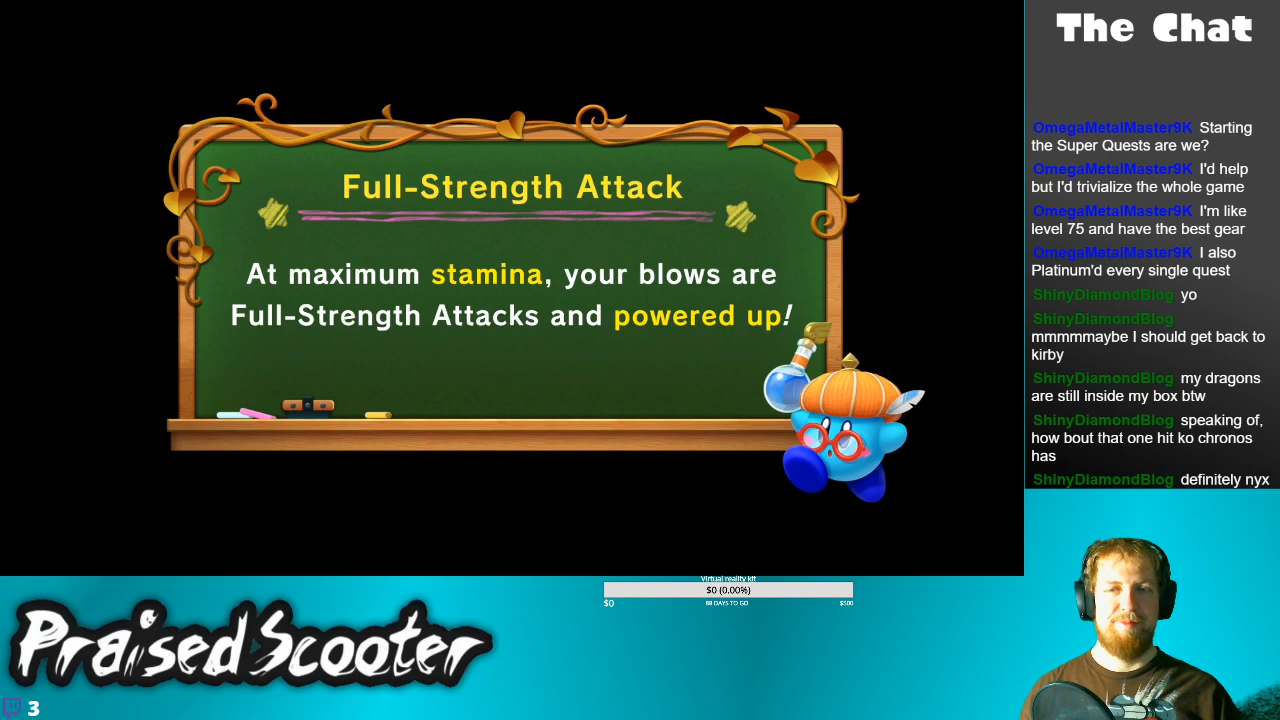 The Chat
OmegaMetalMaster9K Starting
the Super Quests are we?
OmegaMetalMaster9K I'd help
but I'd trivialize the whole game
OmegaMetalMaster9K I'm like
level 75 and have the best gear
OmegaMetalMaster9K I also
Platinum'd every single quest
ShinyDiamondBlog yo
ShinyDiamondBlog
mmmmmaybe I should get back to
kirby
ShinyDiamondBlog my dragons
are still inside my box btw
ShinyDiamondBlog speaking of,
how bout that one hit ko chronos
has
ShinyDiamondBlog definitely nyx
Full-Strength Attack
At maximum stamina, your blows are
Full-Strength Attacks and powered up!
Virtual reality kit
$0 (0.00%)
$0 88 DAYS TO GO $500
PraisedScooter
3